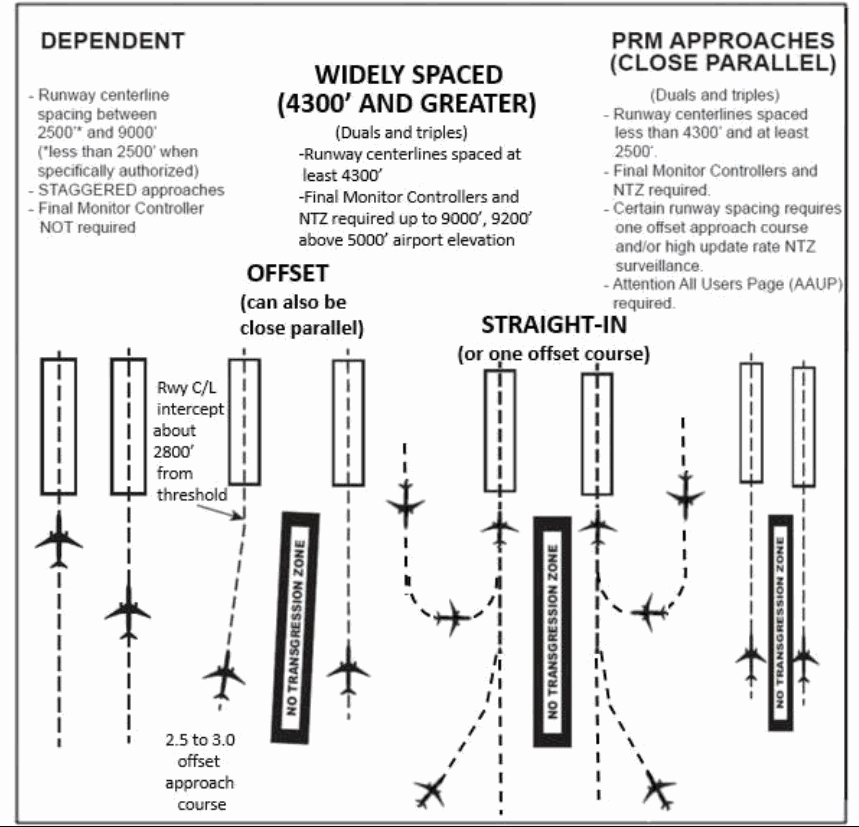 DEPENDENT
- Runway centerline
spacing between
2500'* and 9000'
(*less than 2500' when
specifically authorized)
- STAGGERED approaches
- Final Monitor Controller
NOT required
WIDELY SPACED
(4300' AND GREATER)
(Duals and triples)
-Runway centerlines spaced at
least 4300'
-Final Monitor Controllers and
NTZ required up to 9000', 9200'
above 5000' airport elevation
PRM APPROACHES
(CLOSE PARALLEL)
(Duals and triples)
- Runway centerlines spaced
less than 4300' and at least
2500'.
- Final Monitor Controllers and
NTZ required.
- Certain runway spacing requires
one offset approach course
and/or high update rate NTZ
surveillance.
- Attention All Users Page (AAUP)
required.
OFFSET
(can also be
close parallel)
STRAIGHT-IN
(or one offset course)
Rwy C/L
intercept
about
2800'
from
threshold
NO TRANSGRESSION ZONE
NO TRANSGRESSION ZONE
NO TRANSGRESSION ZONE
2.5 to 3.0
offset
approach
course